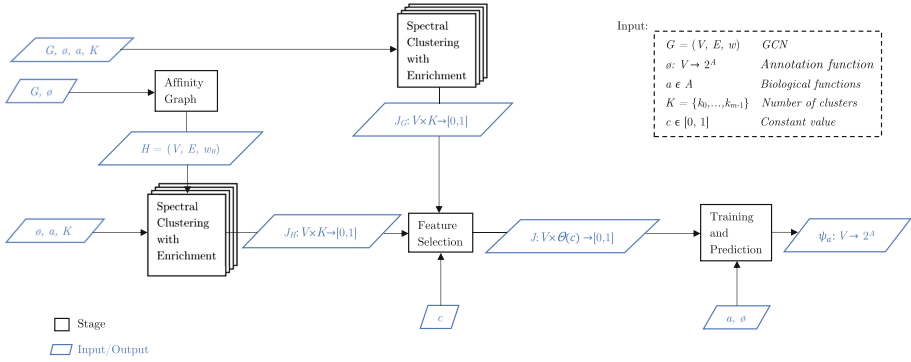 G, ø, a, K
Spectral
Clustering
with
Enrichment
Input:
G = (V, E, w) GCN
ø: V → 2^A Annotation function
a ϵ A Biological functions
K = {k₀,...,kₘ₋₁} Number of clusters
c ϵ [0, 1] Constant value
G, ø
Affinity
Graph
J_G: V×K→[0,1]
H = (V, E, w_H)
ø, a, K
Spectral
Clustering
with
Enrichment
J_H: V×K→[0,1]
Feature
Selection
J: V×Θ(c) →[0,1]
Training
and
Prediction
ψₐ: V → 2^A
c
a, ø
Stage
Input/Output